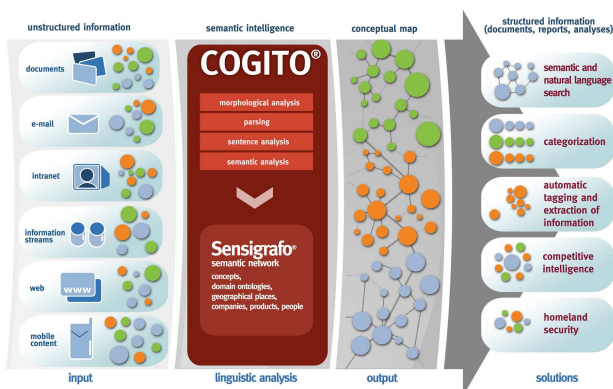 unstructured information
semantic intelligence
conceptual map
structured information
(documents, reports, analyses)
documents
e-mail
intranet
information
streams
web
www
mobile
content
COGITO®
morphological analysis
parsing
sentence analysis
semantic analysis
Sensigrafo®
semantic network
concepts,
domain ontologies,
geographical places,
companies, products, people
semantic and
natural language
search
categorization
automatic
tagging and
extraction of
information
competitive
intelligence
homeland
security
input
linguistic analysis
output
solutions